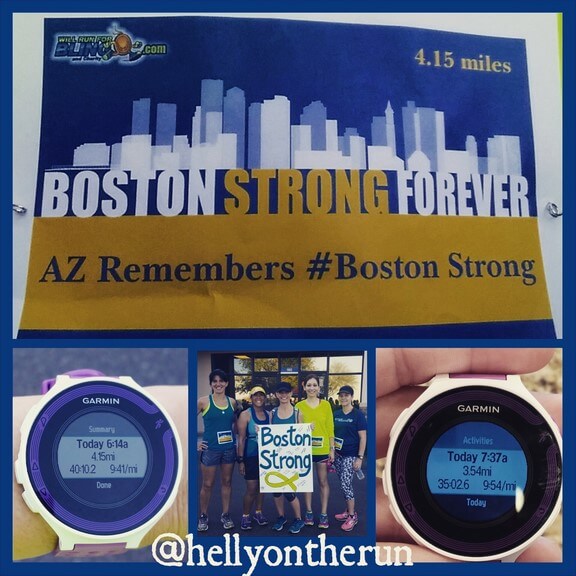 WILL RUN FOR
BLING.com
4.15 miles
BOSTON STRONG FOREVER
AZ Remembers #Boston Strong
GARMIN
Summary
Today 6:14a
4.15mi
40:10.2 9:41/mi
Done
Boston
Strong
GARMIN
Activities
Today 7:37a
3.54mi
35:02.6 9:54/mi
Today
@hellyontherun